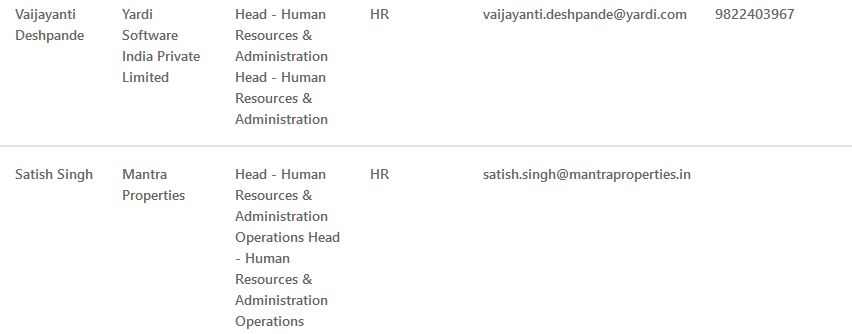 Vaijayanti Deshpande
Yardi Software India Private Limited
Head - Human Resources & Administration Head - Human Resources & Administration
HR
vaijayanti.deshpande@yardi.com
9822403967
Satish Singh
Mantra Properties
Head - Human Resources & Administration Operations Head - Human Resources & Administration Operations
HR
satish.singh@mantraproperties.in